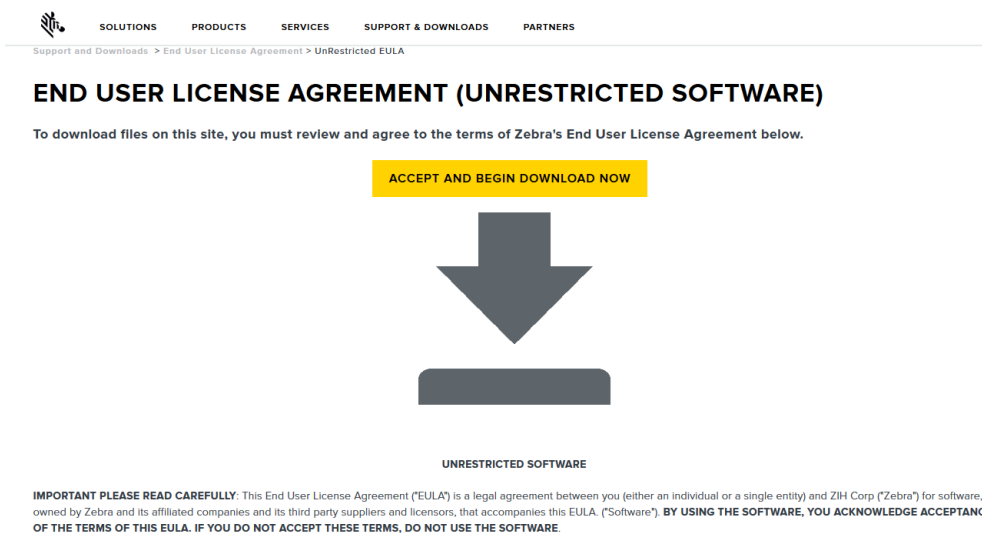 SOLUTIONS PRODUCTS SERVICES SUPPORT & DOWNLOADS PARTNERS
Support and Downloads > End User License Agreement > UnRestricted EULA
END USER LICENSE AGREEMENT (UNRESTRICTED SOFTWARE)
To download files on this site, you must review and agree to the terms of Zebra's End User License Agreement below.
ACCEPT AND BEGIN DOWNLOAD NOW
UNRESTRICTED SOFTWARE
IMPORTANT PLEASE READ CAREFULLY: This End User License Agreement ("EULA") is a legal agreement between you (either an individual or a single entity) and ZIH Corp ("Zebra") for software,
owned by Zebra and its affiliated companies and its third party suppliers and licensors, that accompanies this EULA. ("Software"). BY USING THE SOFTWARE, YOU ACKNOWLEDGE ACCEPTANC
OF THE TERMS OF THIS EULA. IF YOU DO NOT ACCEPT THESE TERMS, DO NOT USE THE SOFTWARE.